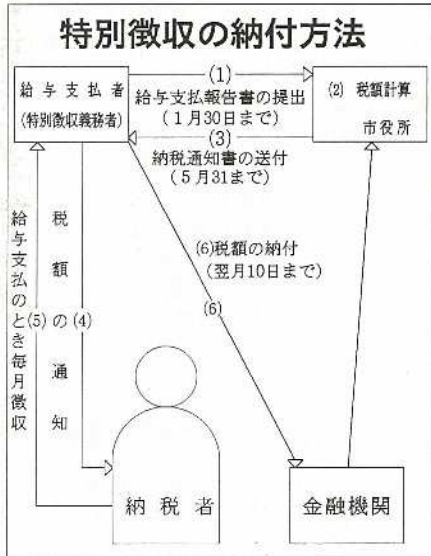 特別徴収の納付方法
給与支払者
(特別徴収義務者)
(1)
給与支払報告書の提出
(1月30日まで)
(2) 税額計算
市役所
(3)
納税通知書の送付
(5月31まで)
(6)税額の納付
(翌月10日まで)
(6)
給与支払のとき毎月徴収
(5)
税額の通知
(4)
納税者
金融機関